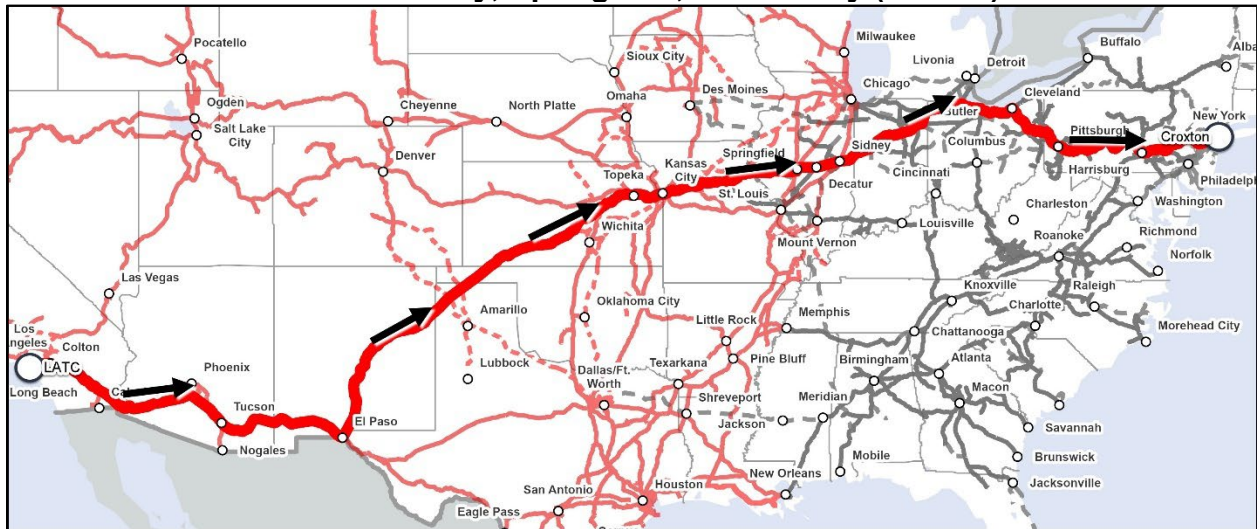 Pocatello
Ogden
Salt Lake
City
Las Vegas
Los
Angeles
Colton
LATC
Long Beach
Phoenix
Tucson
Nogales
El Paso
Cheyenne
Denver
North Platte
Sioux City
Omaha
Des Moines
Topeka
Kansas
City
Wichita
Amarillo
Lubbock
Oklahoma City
Dallas/Ft.
Worth
San Antonio
Eagle Pass
Houston
Texarkana
Shreveport
Little Rock
Pine Bluff
Memphis
Jackson
Meridian
New Orleans
Mobile
Birmingham
Milwaukee
Chicago
Springfield
St. Louis
Decatur
Sidney
Mount Vernon
Livonia
Detroit
Butler
Cleveland
Columbus
Cincinnati
Louisville
Charleston
Buffalo
Pittsburgh
Harrisburg
New York
Croxton
Washington
Roanoke
Richmond
Norfolk
Knoxville
Raleigh
Charlotte
Morehead City
Chattanooga
Atlanta
Macon
Savannah
Brunswick
Jacksonville